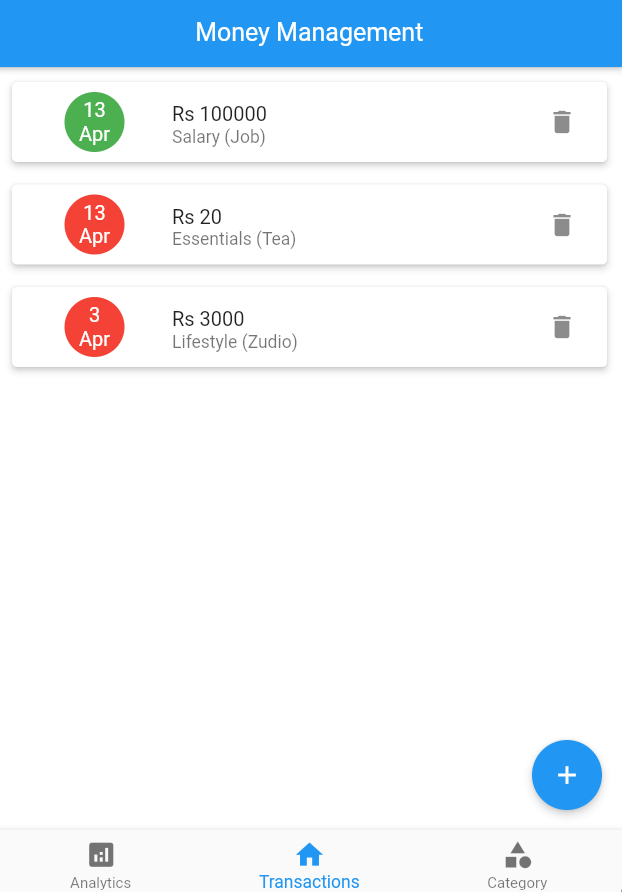 Money Management
13
Apr
Rs 100000
Salary (Job)
13
Apr
Rs 20
Essentials (Tea)
3
Apr
Rs 3000
Lifestyle (Zudio)
Analytics
Transactions
Category